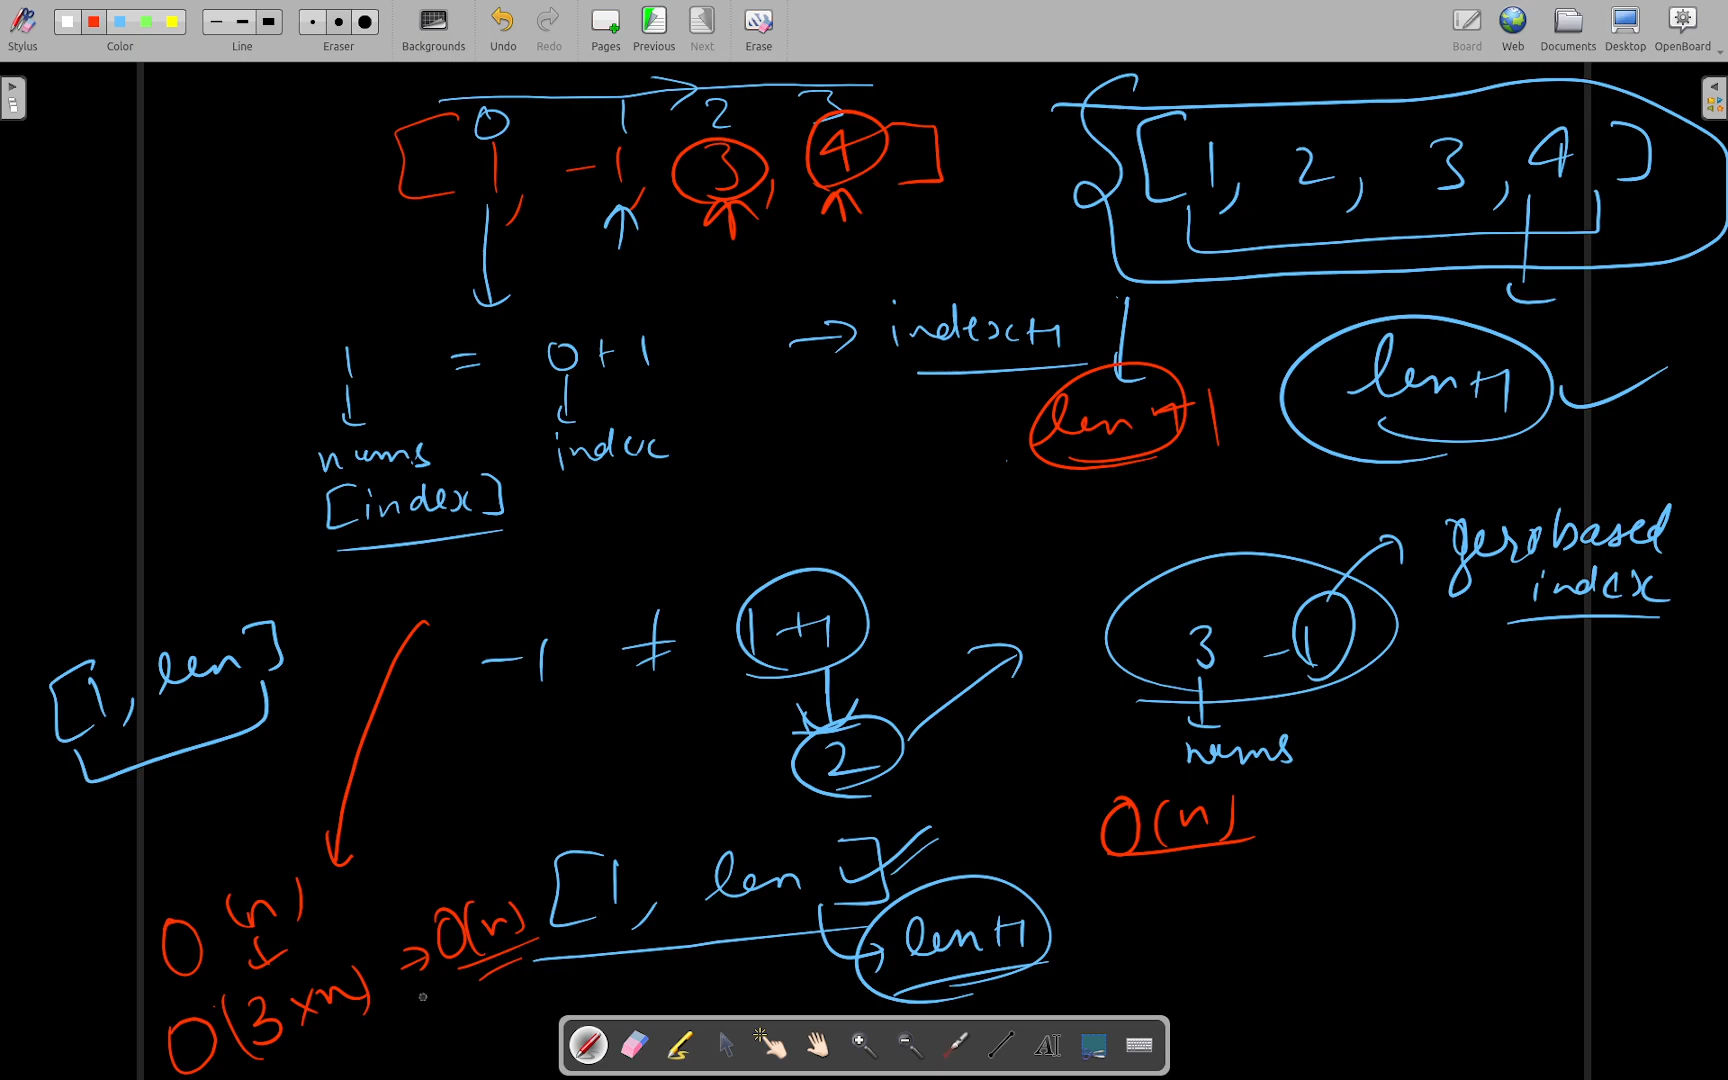 Stylus Color Line Eraser Backgrounds Undo Redo Pages Previous Next Erase Board Web Documents Desktop OpenBoard
0 1 2 3
[ 1, -1, 3, 4 ]
[ 1, 2, 3, 4 ]
1 = 0 + 1 → index+1
len + 1
len+1
nums index
[index]
zero based
index
[1, len]
-1 ≠ 1+1
3 - 1
2
nums
O(n)
[1, len]
O(n)
O(3×n) → O(n)
len+1